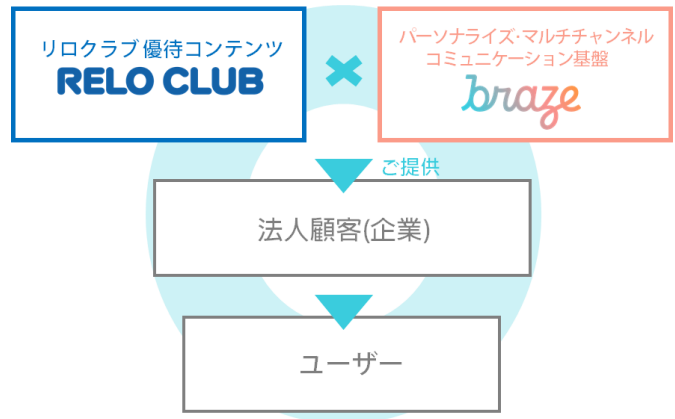 リロクラブ優待コンテンツ
RELO CLUB
×
パーソナライズ・マルチチャンネル
コミュニケーション基盤
braze
ご提供
法人顧客(企業)
ユーザー